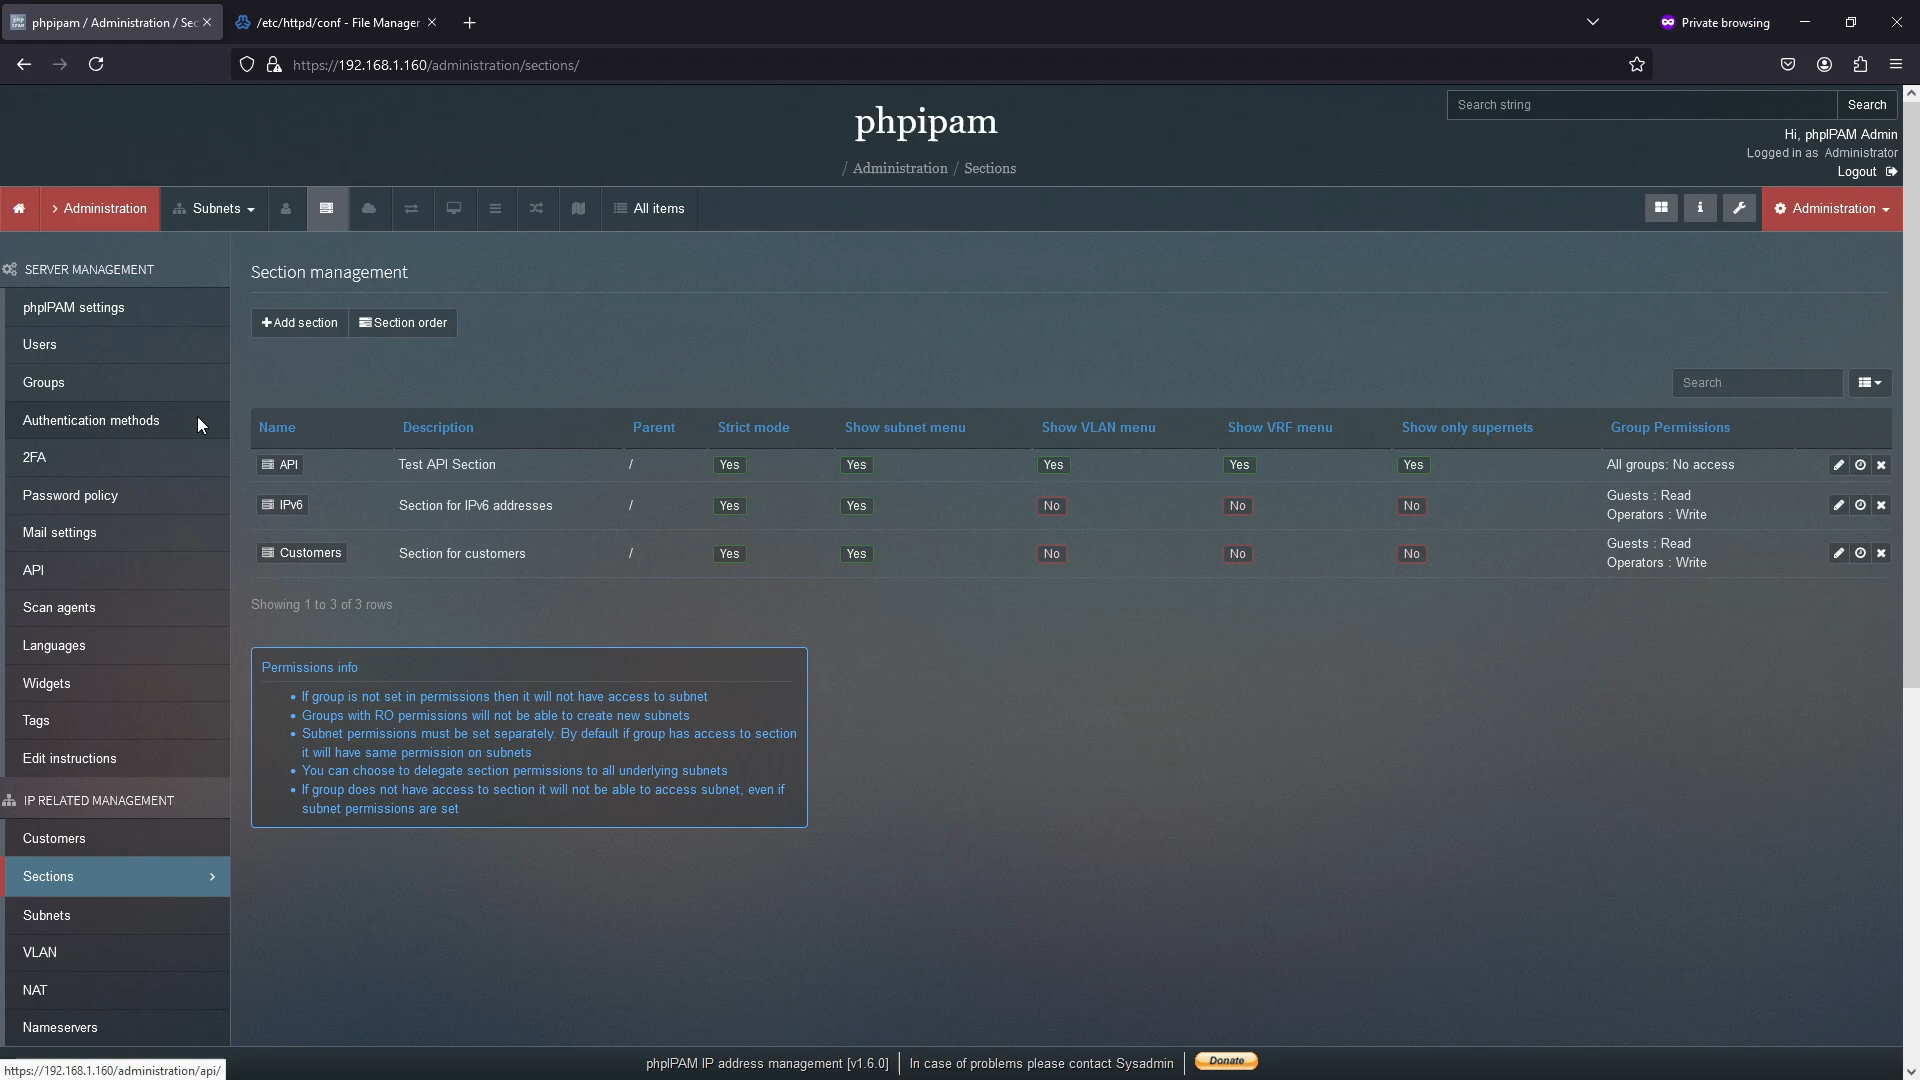 phpipam / Administration / Sec
/etc/httpd/conf - File Manager
Private browsing
https://192.168.1.160/administration/sections/
phpipam
/ Administration / Sections
Search string
Search
Hi, phpIPAM Admin
Logged in as Administrator
Logout
Administration
Subnets
All items
Administration
SERVER MANAGEMENT
phpIPAM settings
Users
Groups
Authentication methods
2FA
Password policy
Mail settings
API
Scan agents
Languages
Widgets
Tags
Edit instructions
IP RELATED MANAGEMENT
Customers
Sections
Subnets
VLAN
NAT
Nameservers
Section management
Add section
Section order
Search
Name Description Parent Strict mode Show subnet menu Show VLAN menu Show VRF menu Show only supernets Group Permissions
API Test API Section / Yes Yes Yes Yes Yes All groups: No access
IPv6 Section for IPv6 addresses / Yes Yes No No No Guests : Read
Operators : Write
Customers Section for customers / Yes Yes No No No Guests : Read
Operators : Write
Showing 1 to 3 of 3 rows
Permissions info
• If group is not set in permissions then it will not have access to subnet
• Groups with RO permissions will not be able to create new subnets
• Subnet permissions must be set separately. By default if group has access to section
it will have same permission on subnets
• You can choose to delegate section permissions to all underlying subnets
• If group does not have access to section it will not be able to access subnet, even if
subnet permissions are set
phpIPAM IP address management [v1.6.0]
In case of problems please contact Sysadmin
Donate
https://192.168.1.160/administration/api/